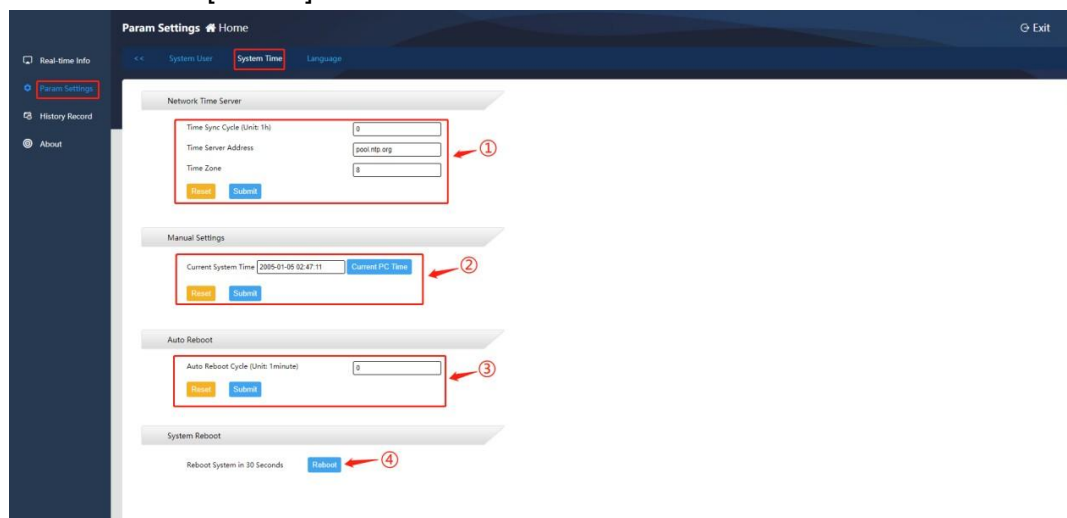 Param Settings Home
Exit
Real-time Info
Param Settings
History Record
About
<< System User System Time Language
Network Time Server
Time Sync Cycle (Unit: 1h) 0
Time Server Address pool.ntp.org
Time Zone 8
Reset Submit
①
Manual Settings
Current System Time 2005-01-05 02:47:11 Current PC Time
Reset Submit
②
Auto Reboot
Auto Reboot Cycle (Unit: 1minute) 0
Reset Submit
③
System Reboot
Reboot System in 30 Seconds Reboot
④